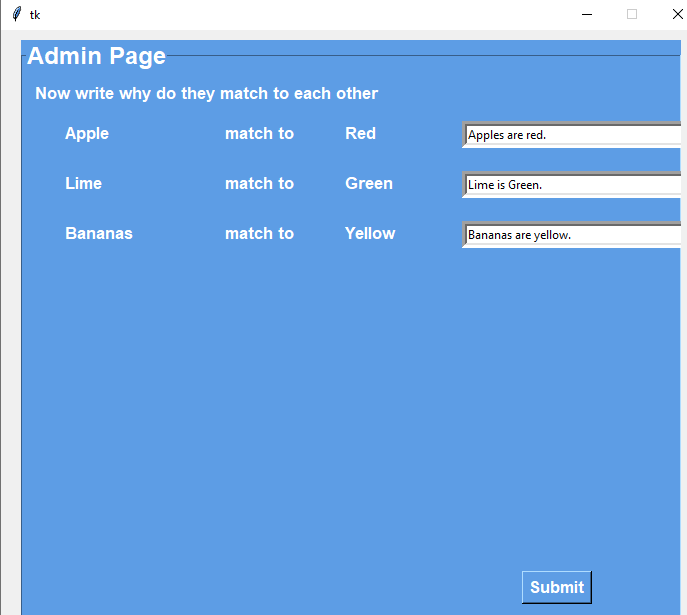 tk
Admin Page
Now write why do they match to each other
Apple match to Red Apples are red.
Lime match to Green Lime is Green.
Bananas match to Yellow Bananas are yellow.
Submit